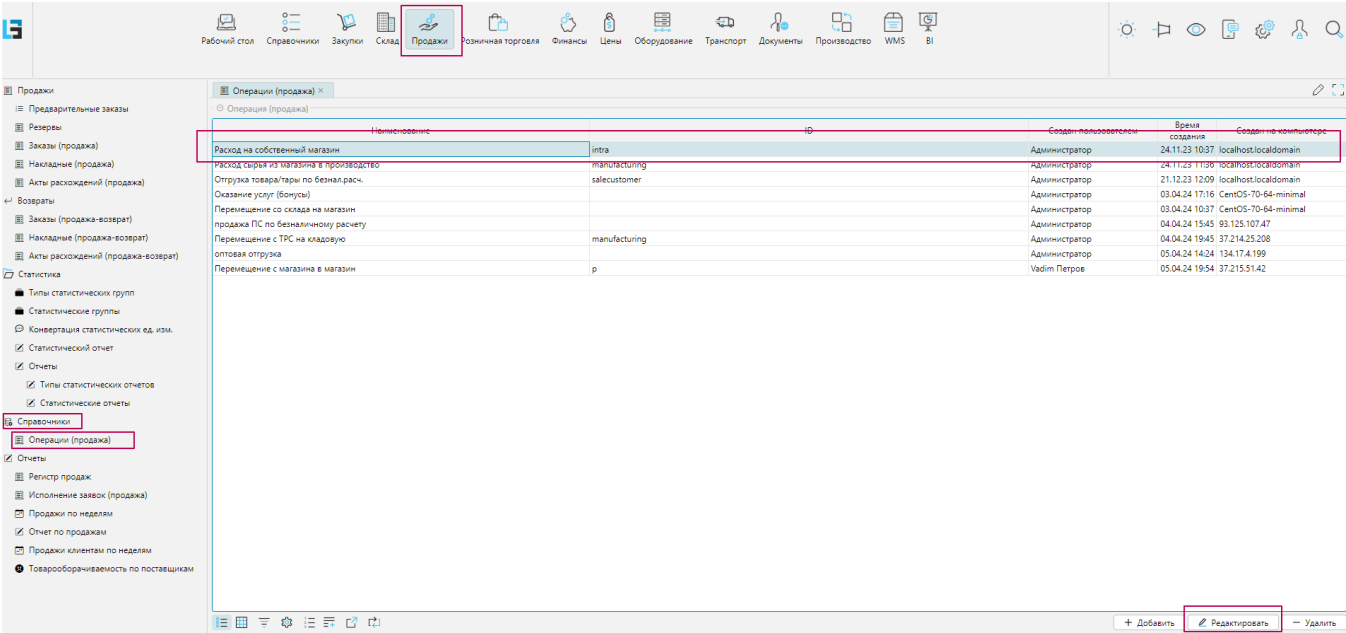 Рабочий стол Справочники Закупки Склад Продажи Розничная торговля Финансы Цены Оборудование Транспорт Документы Производство WMS BI
Продажи
Предварительные заказы
Резервы
Заказы (продажа)
Накладные (продажа)
Акты расхождений (продажа)
Возвраты
Заказы (продажа-возврат)
Накладные (продажа-возврат)
Акты расхождений (продажа-возврат)
Статистика
Типы статистических групп
Статистические группы
Конвертация статистических ед. изм.
Статистический отчет
Отчеты
Типы статистических отчетов
Статистические отчеты
Справочники
Операции (продажа)
Отчеты
Регистр продаж
Исполнение заявок (продажа)
Продажи по неделям
Отчет по продажам
Продажи клиентам по неделям
Товарооборачиваемость по поставщикам
Операции (продажа) ×
Операция (продажа)
Наименование ID Создан пользователем Время создания Создан на компьютере
Расход на собственный магазин intra Администратор 24.11.23 10:37 localhost.localdomain
Расход сырья из магазина в производство manufacturing Администратор 24.11.23 11:36 localhost.localdomain
Отгрузка товара/тары по безнал.расч. salecustomer Администратор 21.12.23 12:09 localhost.localdomain
Оказание услуг (бонусы) Администратор 03.04.24 17:16 CentOS-70-64-minimal
Перемещение со склада на магазин Администратор 03.04.24 10:37 CentOS-70-64-minimal
продажа ПС по безналичному расчету Администратор 04.04.24 15:45 93.125.107.47
Перемещение с ТРС на кладовую manufacturing Администратор 04.04.24 19:45 37.214.25.208
оптовая отгрузка Администратор 05.04.24 14:24 134.17.4.199
Перемещение с магазина в магазин p Vadim Петров 05.04.24 19:54 37.215.51.42
+ Добавить Редактировать − Удалить